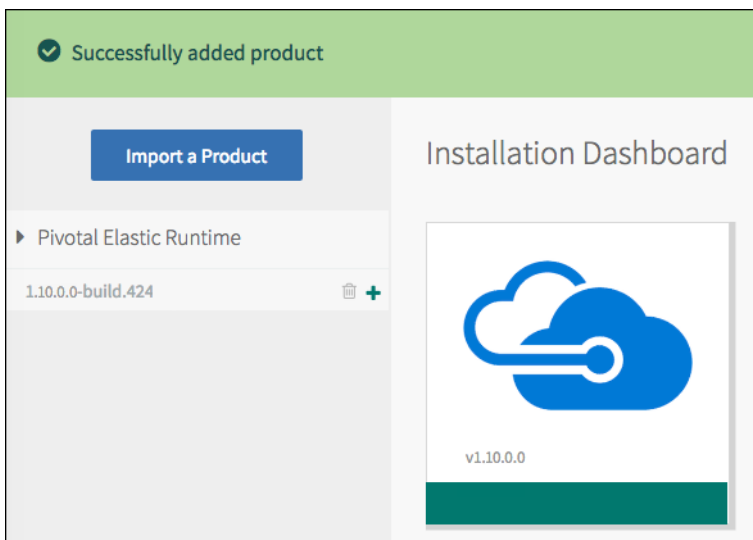 Successfully added product
Import a Product
Installation Dashboard
Pivotal Elastic Runtime
1.10.0.0-build.424
v1.10.0.0